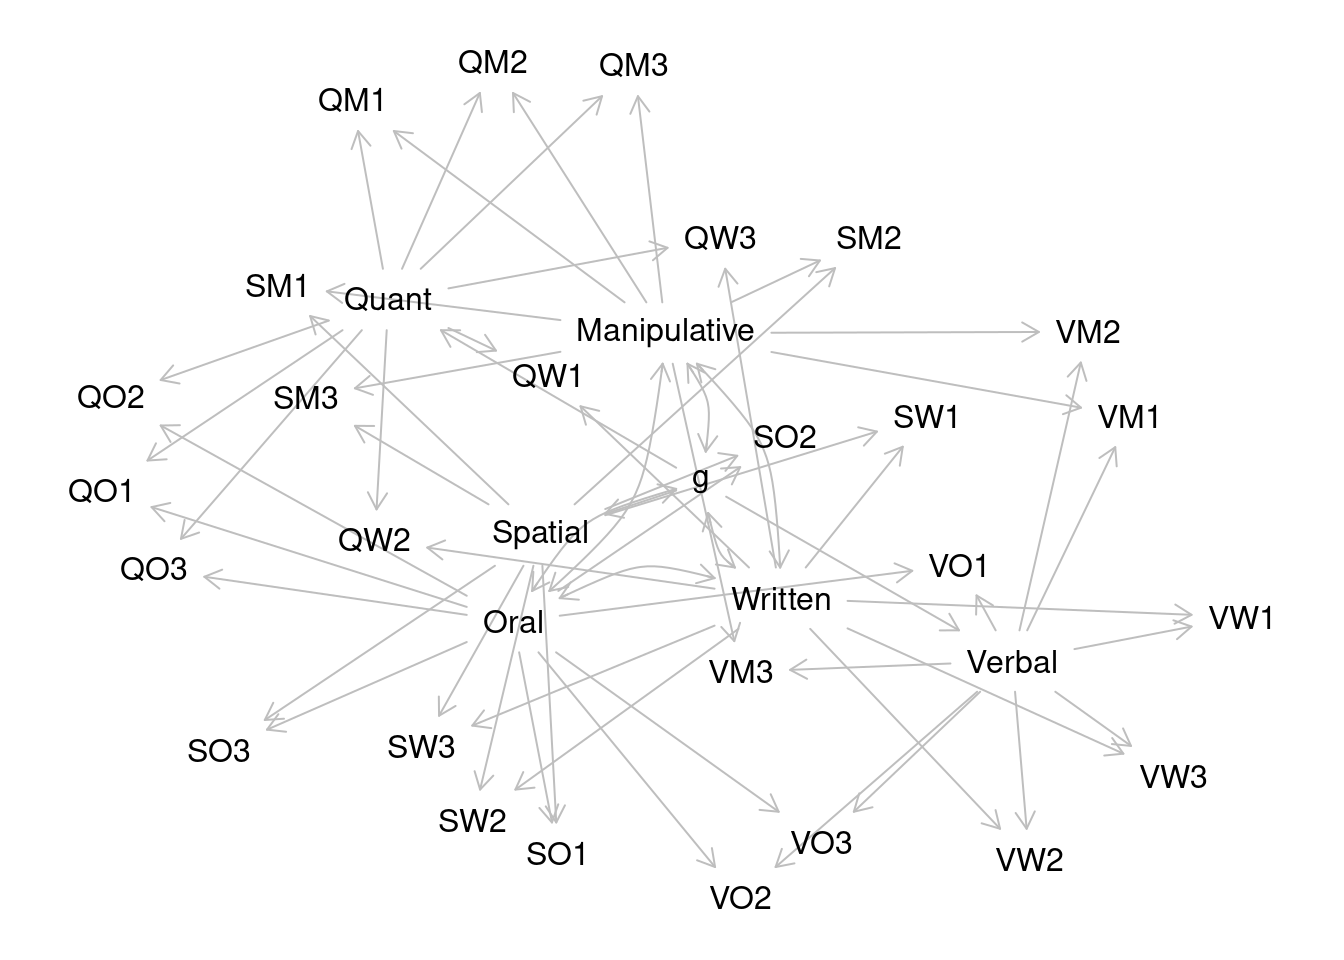 QM2
QM3
QM1
QW3
SM2
SM1
Quant
Manipulative
VM2
QW1
QO2
SM3
SW1
VM1
SO2
g
QO1
Spatial
QW2
QO3
VO1
Written
VW1
Oral
Verbal
VM3
SO3
SW3
VW3
SW2
VO3
SO1
VW2
VO2